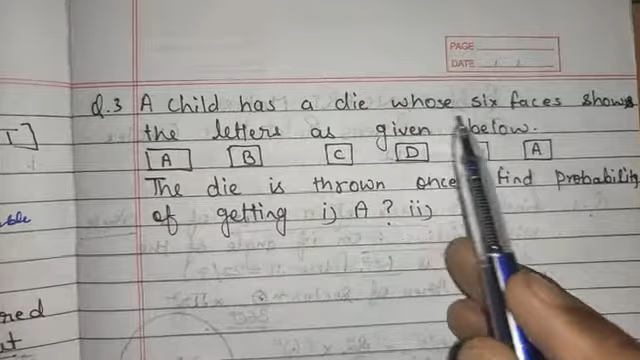 PAGE
DATE
Q.3 A child has a die whose six faces shows
the letters as given below.
A B C D A
The die is thrown once find probability
of getting i) A ? ii)